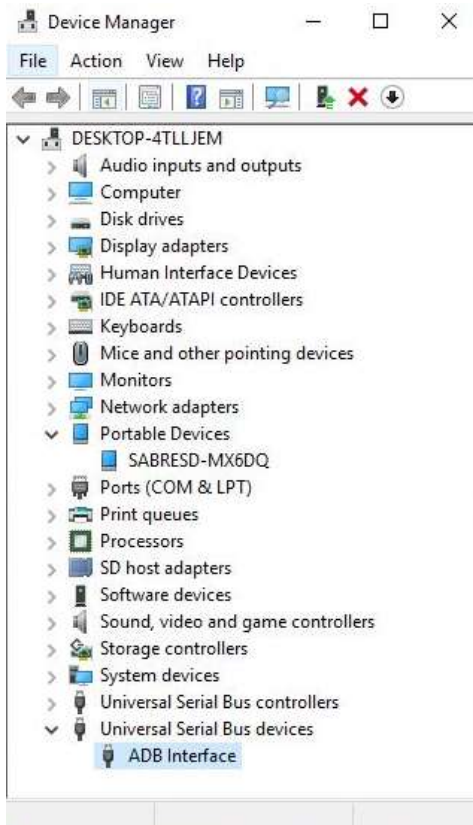 Device Manager
File Action View Help
DESKTOP-4TLLJEM
Audio inputs and outputs
Computer
Disk drives
Display adapters
Human Interface Devices
IDE ATA/ATAPI controllers
Keyboards
Mice and other pointing devices
Monitors
Network adapters
Portable Devices
SABRESD-MX6DQ
Ports (COM & LPT)
Print queues
Processors
SD host adapters
Software devices
Sound, video and game controllers
Storage controllers
System devices
Universal Serial Bus controllers
Universal Serial Bus devices
ADB Interface